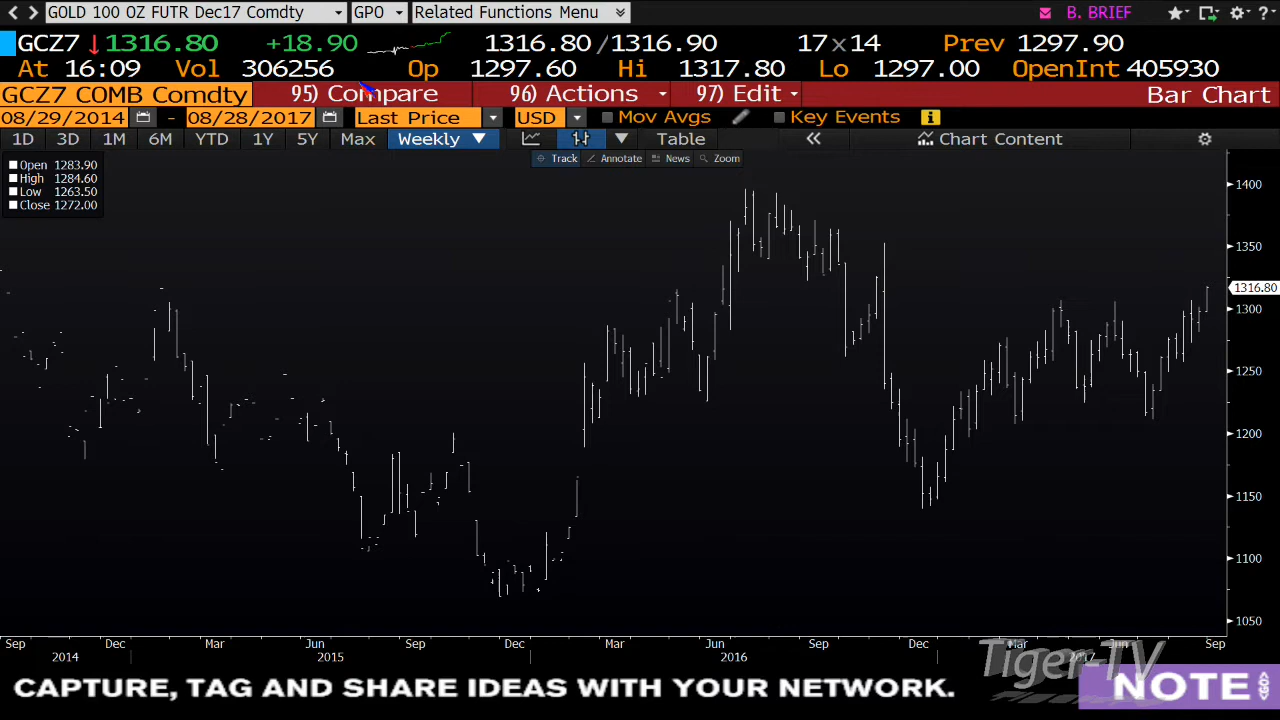 GOLD 100 OZ FUTR Dec17 Comdty GPO Related Functions Menu B. BRIEF ?
GCZ7 1316.80 +18.90 1316.80/1316.90 17x14 Prev 1297.90
At 16:09 Vol 306256 Op 1297.60 Hi 1317.80 Lo 1297.00 OpenInt 405930
GCZ7 COMB Comdty 95) Compare 96) Actions 97) Edit Bar Chart
08/29/2014 - 08/28/2017 Last Price USD Mov Avgs Key Events i
1D 3D 1M 6M YTD 1Y 5Y Max Weekly Table Chart Content
Track Annotate News Zoom
Open 1283.90
High 1284.60
Low 1263.50
Close 1272.00
1400
1350
1316.80
1300
1250
1200
1150
1100
1050
Sep Dec Mar Jun Sep Dec Mar Jun Sep Dec Mar Jun Sep
2014 2015 2016 2017
Tiger-TV
CAPTURE, TAG AND SHARE IDEAS WITH YOUR NETWORK. NOTE <GO>